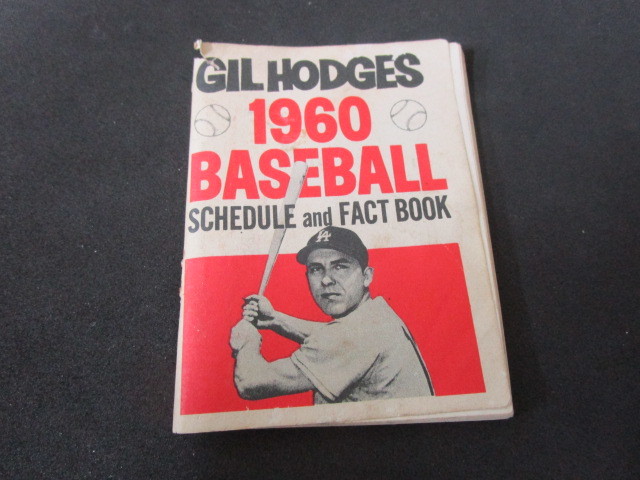 GIL HODGES
1960
BASEBALL
SCHEDULE and FACT BOOK
LA